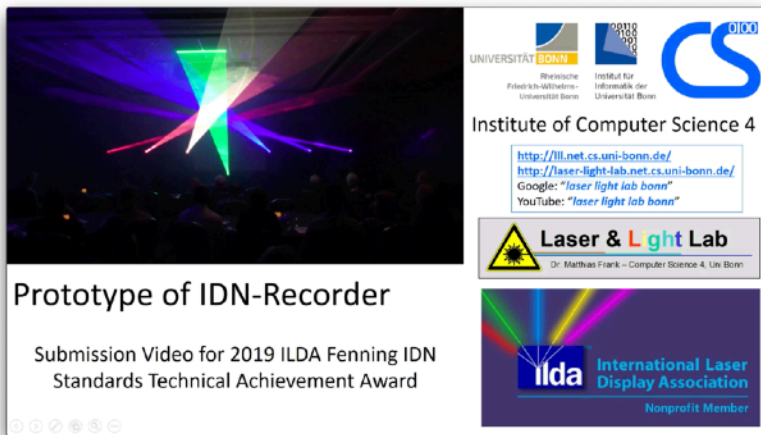 Prototype of IDN-Recorder
Submission Video for 2019 ILDA Fenning IDN
Standards Technical Achievement Award
UNIVERSITÄT BONN
Rheinische
Friedrich-Wilhelms-
Universität Bonn
Institut für
Informatik der
Universität Bonn
CS
Institute of Computer Science 4
http://lll.net.cs.uni-bonn.de/
http://laser-light-lab.net.cs.uni-bonn.de/
Google: "laser light lab bonn"
YouTube: "laser light lab bonn"
Laser & Light Lab
Dr. Matthias Frank – Computer Science 4, Uni Bonn
ilda
International Laser
Display Association
Nonprofit Member